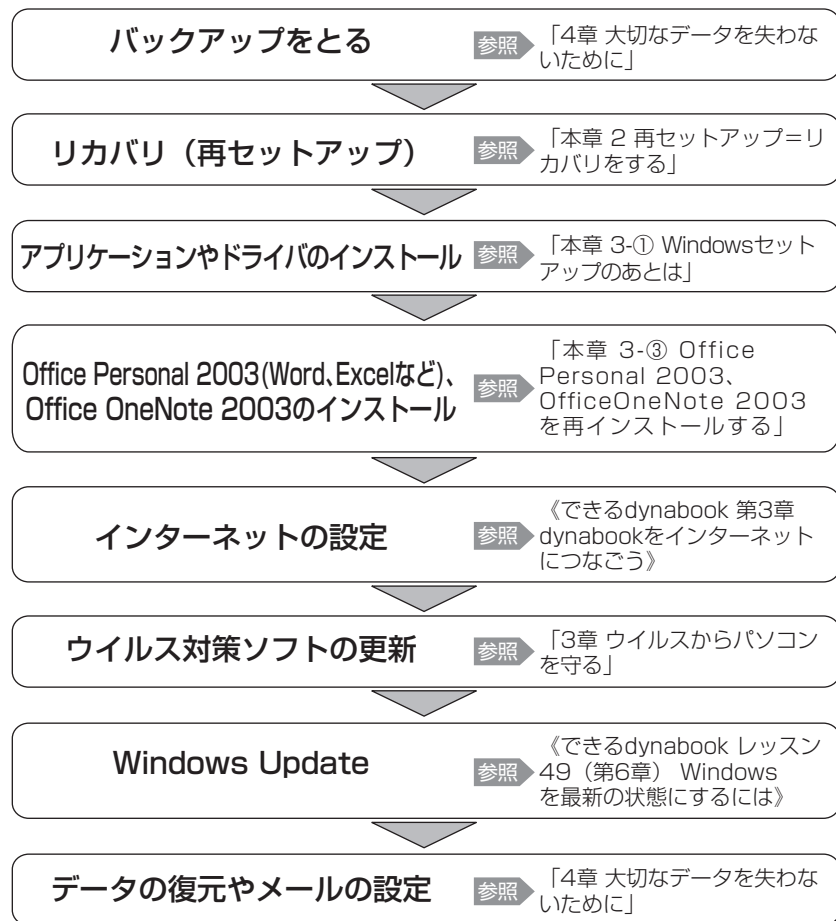 バックアップをとる
参照
「4章 大切なデータを失わな
いために」
リカバリ（再セットアップ）
参照
「本章 2 再セットアップ＝リ
カバリをする」
アプリケーションやドライバのインストール
参照
「本章 3-① Windowsセット
アップのあとは」
Office Personal 2003(Word、Excelなど)、
Office OneNote 2003のインストール
参照
「本章 3-③ Office
Personal 2003、
OfficeOneNote 2003
を再インストールする」
インターネットの設定
参照
《できるdynabook 第3章
dynabookをインターネット
につなごう》
ウイルス対策ソフトの更新
参照
「3章 ウイルスからパソコン
を守る」
Windows Update
参照
《できるdynabook レッスン
49（第6章） Windows
を最新の状態にするには》
データの復元やメールの設定
参照
「4章 大切なデータを失わな
いために」